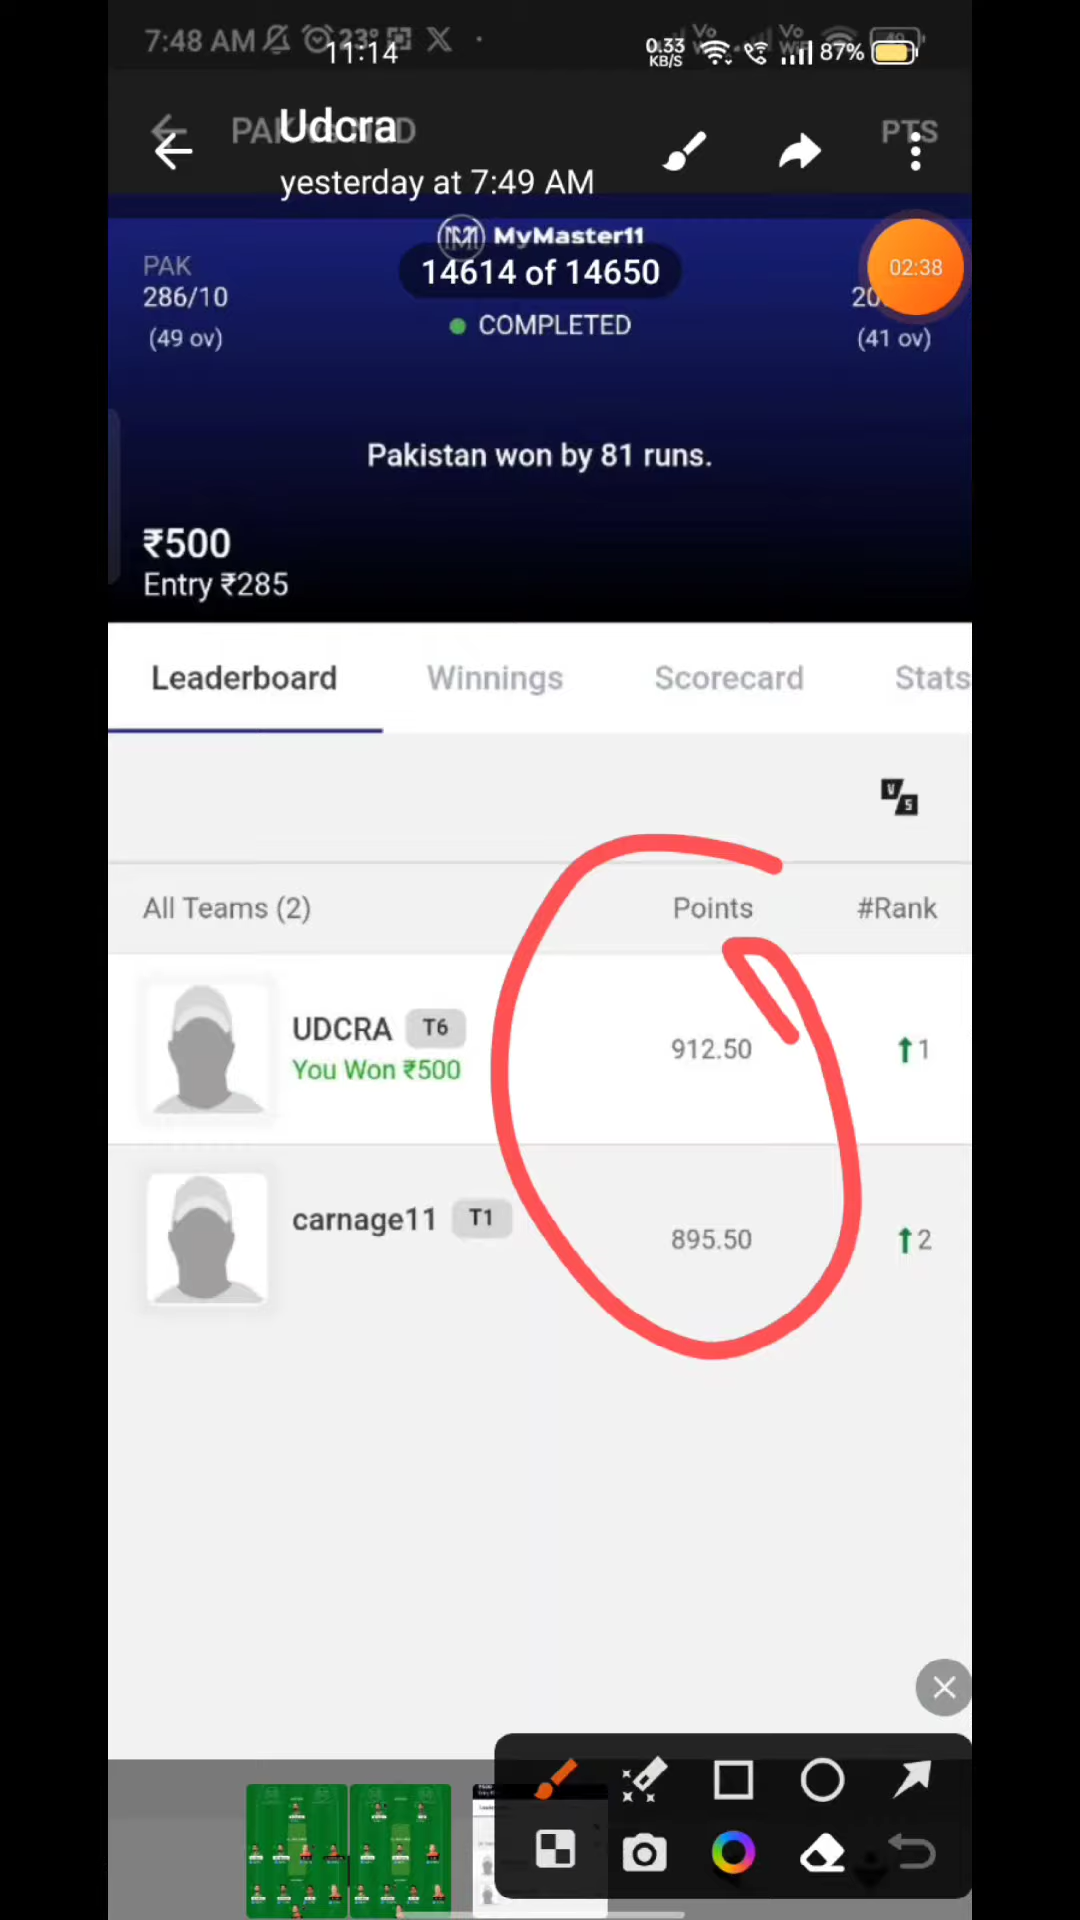 7:48 AM 23°
11:14
0.33 KB/S
87%
Udcra
yesterday at 7:49 AM
PTS
MyMaster11
14614 of 14650
02:38
PAK
286/10
(49 ov)
COMPLETED
(41 ov)
Pakistan won by 81 runs.
₹500
Entry ₹285
Leaderboard Winnings Scorecard Stats
V/S
All Teams (2) Points #Rank
UDCRA T6 912.50 1
You Won ₹500
carnage11 T1 895.50 2